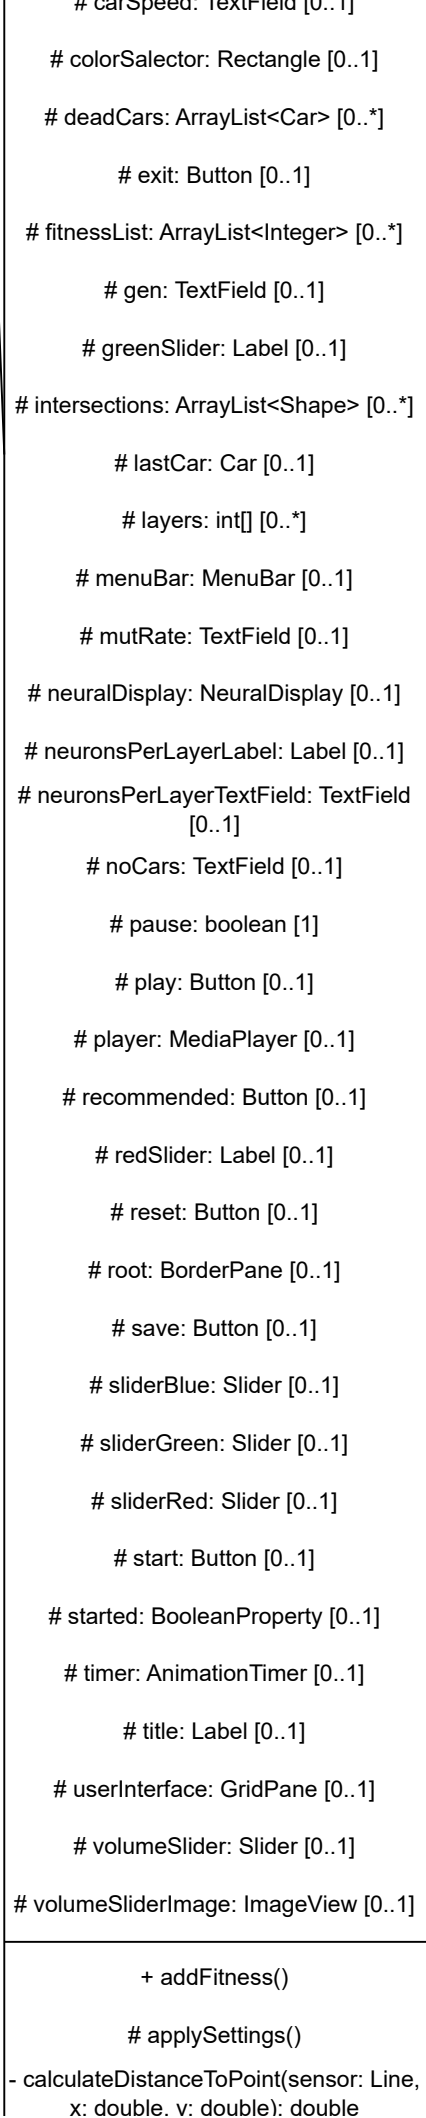 # carSpeed: TextField [0..1]
# colorSalector: Rectangle [0..1]
# deadCars: ArrayList<Car> [0..*]
# exit: Button [0..1]
# fitnessList: ArrayList<Integer> [0..*]
# gen: TextField [0..1]
# greenSlider: Label [0..1]
# intersections: ArrayList<Shape> [0..*]
# lastCar: Car [0..1]
# layers: int[] [0..*]
# menuBar: MenuBar [0..1]
# mutRate: TextField [0..1]
# neuralDisplay: NeuralDisplay [0..1]
# neuronsPerLayerLabel: Label [0..1]
# neuronsPerLayerTextField: TextField
[0..1]
# noCars: TextField [0..1]
# pause: boolean [1]
# play: Button [0..1]
# player: MediaPlayer [0..1]
# recommended: Button [0..1]
# redSlider: Label [0..1]
# reset: Button [0..1]
# root: BorderPane [0..1]
# save: Button [0..1]
# sliderBlue: Slider [0..1]
# sliderGreen: Slider [0..1]
# sliderRed: Slider [0..1]
# start: Button [0..1]
# started: BooleanProperty [0..1]
# timer: AnimationTimer [0..1]
# title: Label [0..1]
# userInterface: GridPane [0..1]
# volumeSlider: Slider [0..1]
# volumeSliderImage: ImageView [0..1]
+ addFitness()
# applySettings()
- calculateDistanceToPoint(sensor: Line,
x: double, y: double): double